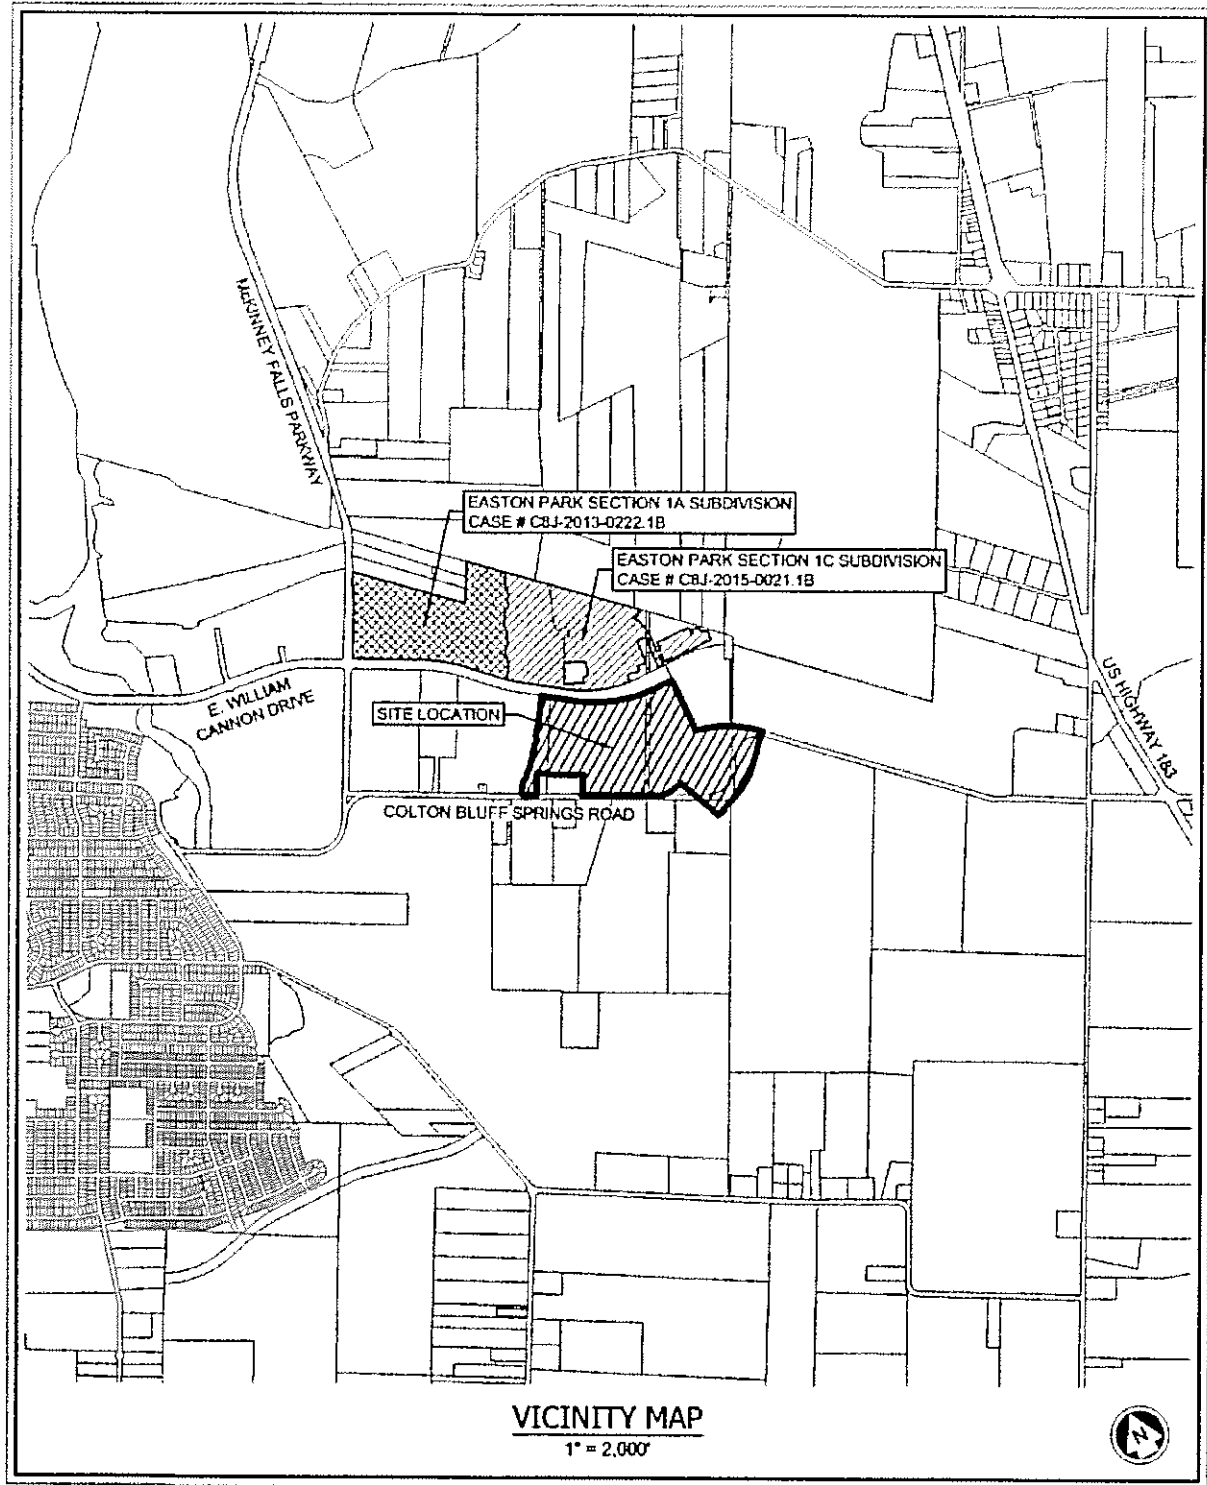 McKINNEY FALLS PARKWAY
EASTON PARK SECTION 1A SUBDIVISION
CASE # C8J-2013-0222.1B
EASTON PARK SECTION 1C SUBDIVISION
CASE # C8J-2015-0021.1B
E. WILLIAM
CANNON DRIVE
SITE LOCATION
US HIGHWAY 183
COLTON BLUFF SPRINGS ROAD
VICINITY MAP
1" = 2,000'
N